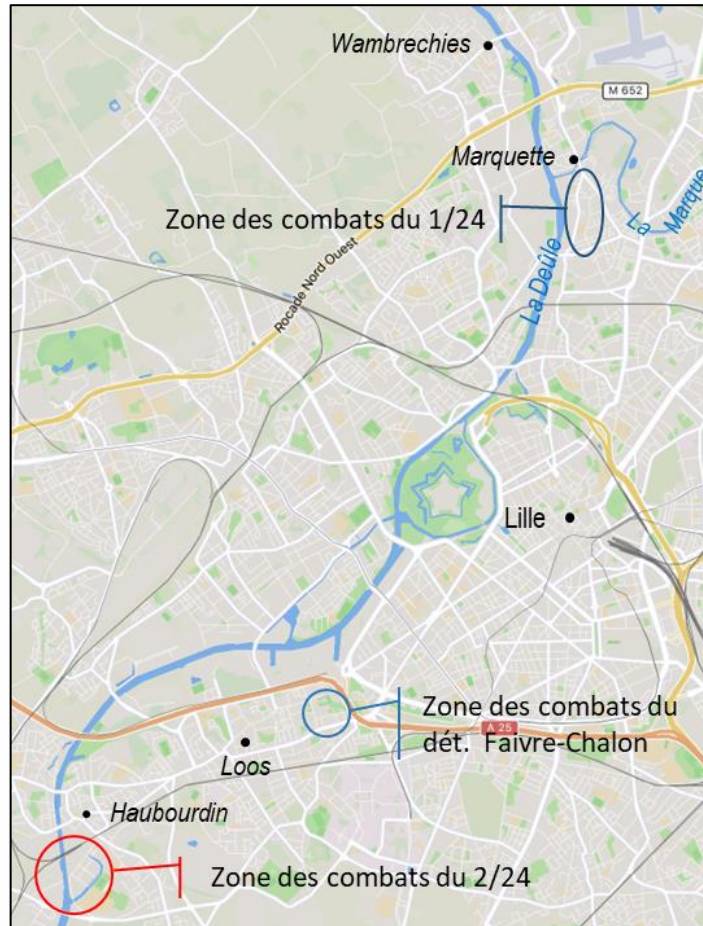 Wambrechies
M 652
Marquette
Zone des combats du 1/24
La Marque
La Deûle
Rocade Nord Ouest
Lille
Zone des combats du
dét. Faivre-Chalon
A 25
Loos
Haubourdin
Zone des combats du 2/24